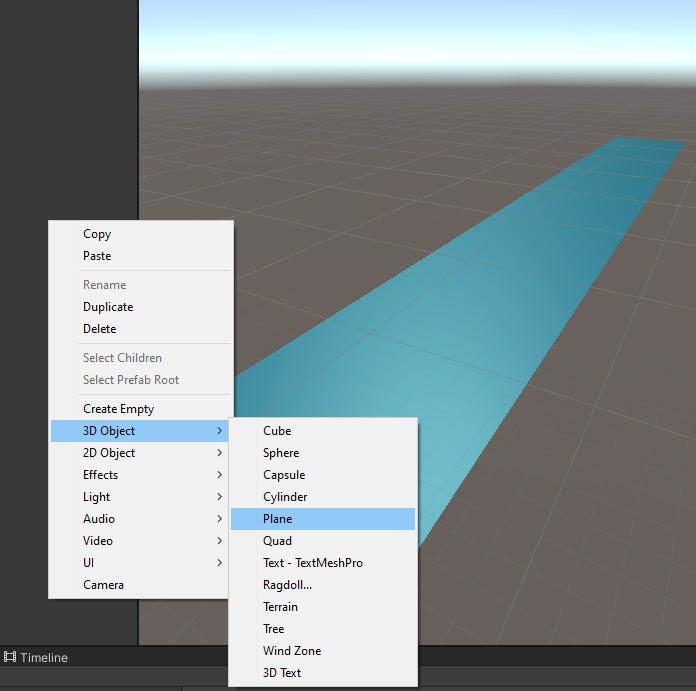 Copy
Paste
Rename
Duplicate
Delete
Select Children
Select Prefab Root
Create Empty
3D Object
2D Object
Effects
Light
Audio
Video
UI
Camera
Cube
Sphere
Capsule
Cylinder
Plane
Quad
Text - TextMeshPro
Ragdoll...
Terrain
Tree
Wind Zone
3D Text
Timeline